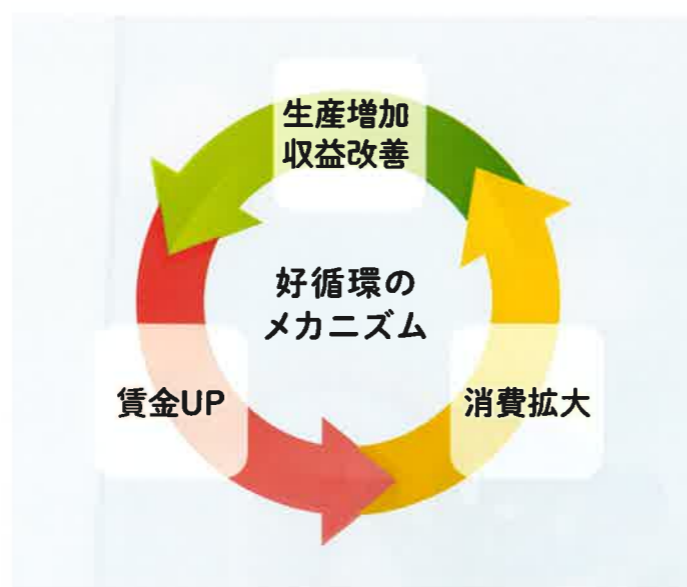 生産増加
収益改善
好循環の
メカニズム
賃金UP
消費拡大